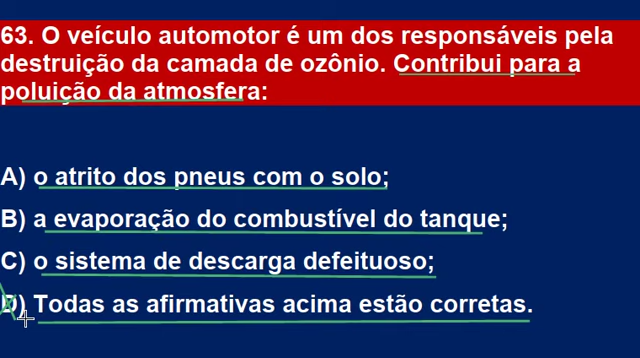 63. O veículo automotor é um dos responsáveis pela
destruição da camada de ozônio. Contribui para a
poluição da atmosfera:
A) o atrito dos pneus com o solo;
B) a evaporação do combustível do tanque;
C) o sistema de descarga defeituoso;
D) Todas as afirmativas acima estão corretas.